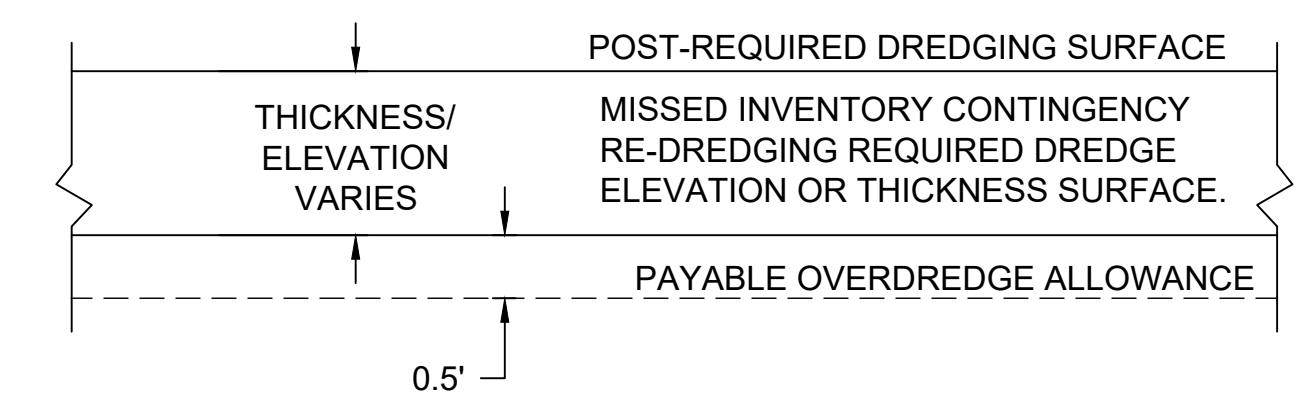 POST-REQUIRED DREDGING SURFACE
THICKNESS/
ELEVATION
VARIES
MISSED INVENTORY CONTINGENCY
RE-DREDGING REQUIRED DREDGE
ELEVATION OR THICKNESS SURFACE.
PAYABLE OVERDREDGE ALLOWANCE
0.5'